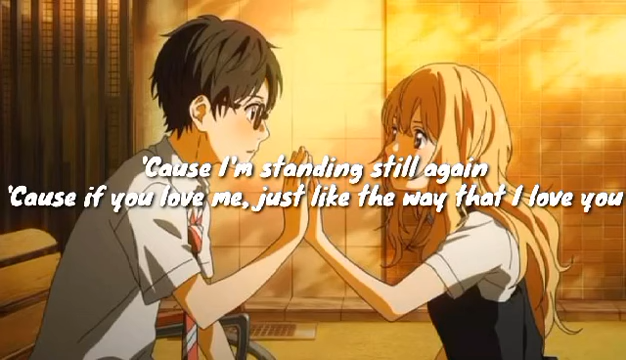 'Cause I'm standing still again
'Cause if you love me, just like the way that I love you